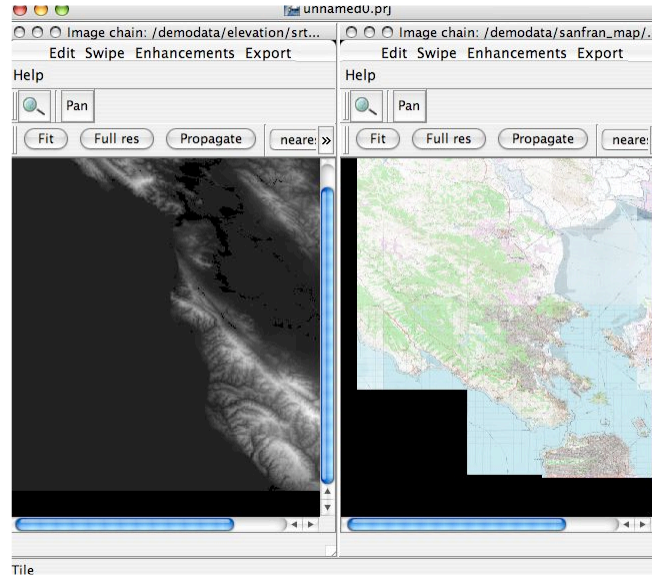 unnamed0.prj
Image chain: /demodata/elevation/srt...
Edit Swipe Enhancements Export
Help
Pan
Fit Full res Propagate neare: »
Image chain: /demodata/sanfran_map/...
Edit Swipe Enhancements Export
Help
Pan
Fit Full res Propagate neare:
Tile